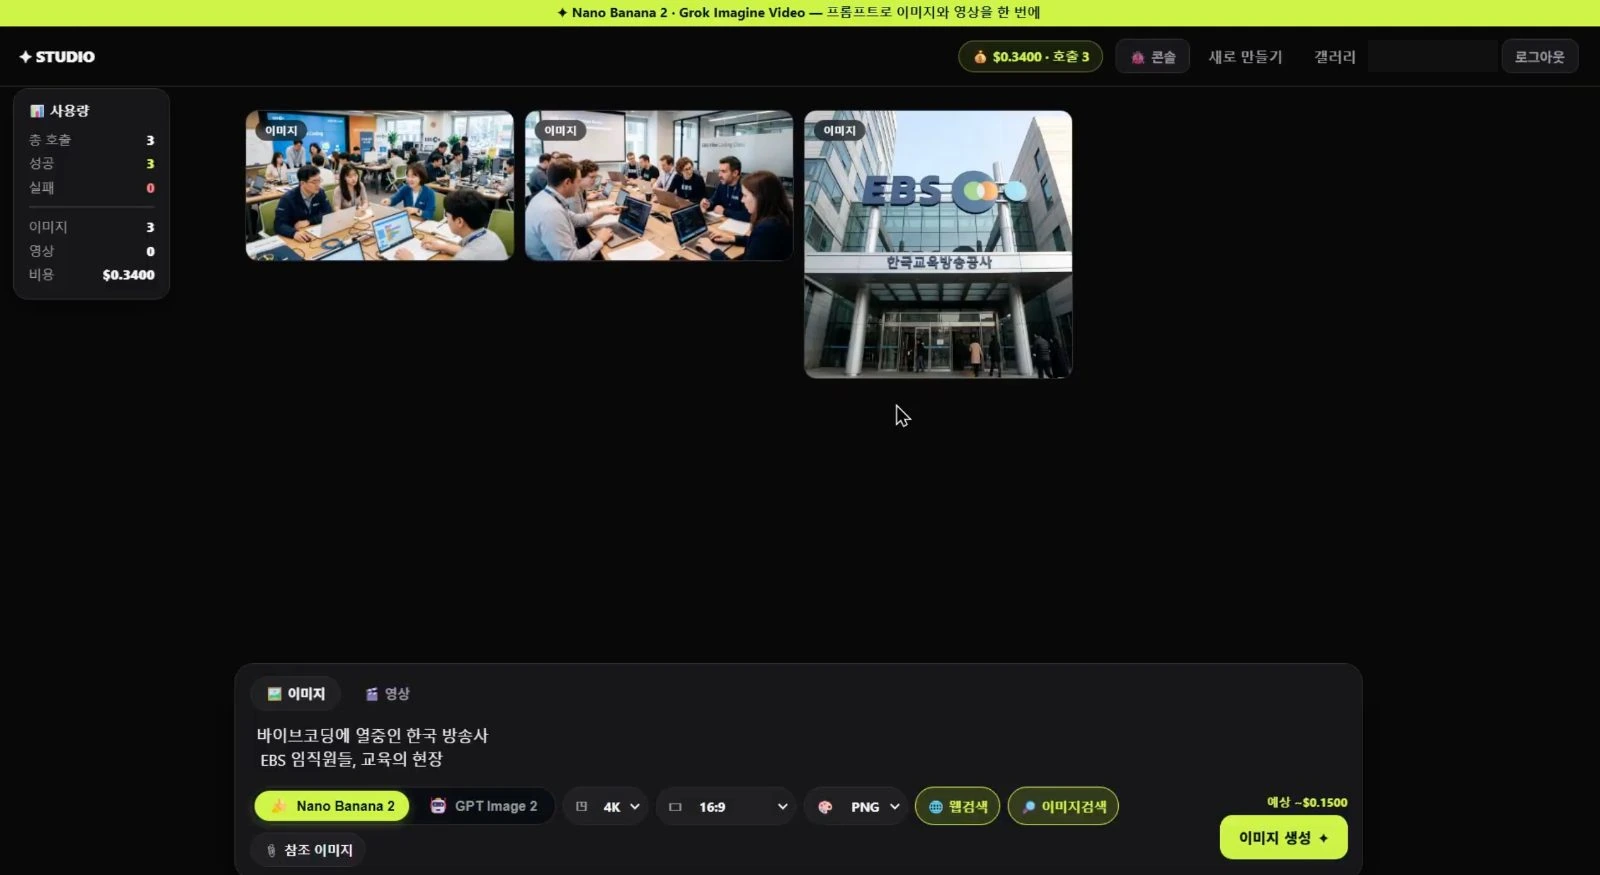 ✦ Nano Banana 2 · Grok Imagine Video — 프롬프트로 이미지와 영상을 한 번에
✦ STUDIO
$0.3400 · 호출 3
콘솔
새로 만들기
갤러리
로그아웃
사용량
총 호출 3
성공 3
실패 0
이미지 3
영상 0
비용 $0.3400
이미지
이미지
이미지
EBS
한국교육방송공사
이미지
영상
바이브코딩에 열중인 한국 방송사
EBS 임직원들, 교육의 현장
Nano Banana 2
GPT Image 2
4K
16:9
PNG
웹검색
이미지검색
예상 ~$0.1500
참조 이미지
이미지 생성 ✦